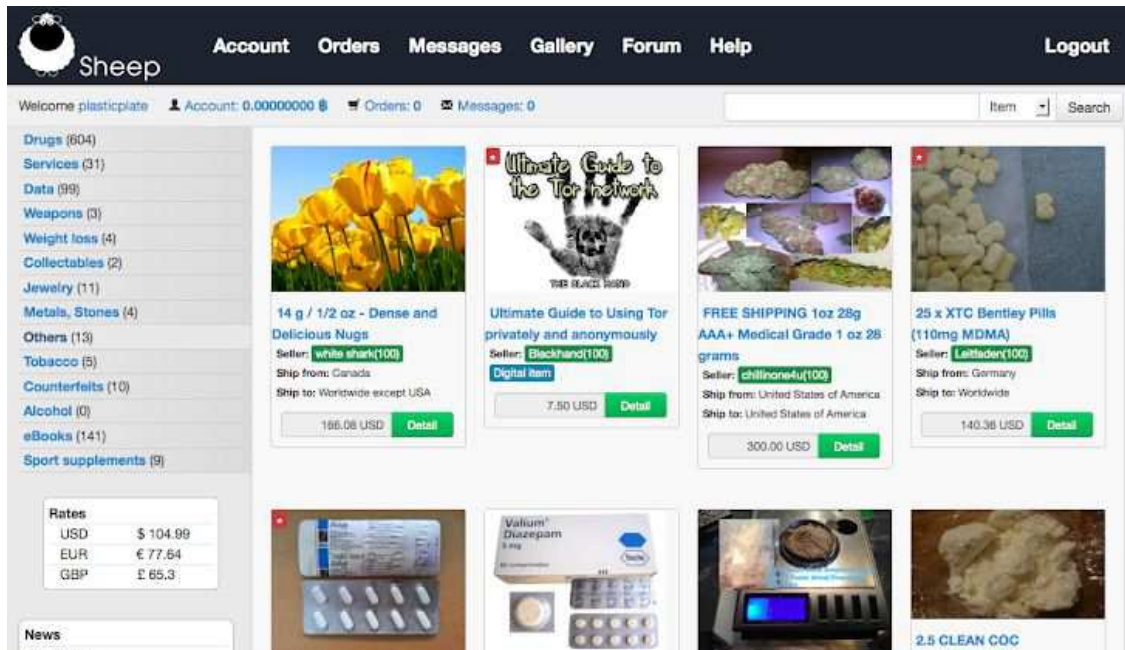 Sheep
Account Orders Messages Gallery Forum Help Logout
Welcome plasticplate Account: 0.00000000 ฿ Orders: 0 Messages: 0 Item Search
Drugs (604)
Services (31)
Data (99)
Weapons (3)
Weight loss (4)
Collectables (2)
Jewelry (11)
Metals, Stones (4)
Others (13)
Tobacco (5)
Counterfeits (10)
Alcohol (0)
eBooks (141)
Sport supplements (9)
Rates
USD $ 104.99
EUR € 77.64
GBP £ 65.3
News
14 g / 1/2 oz - Dense and
Delicious Nugs
Seller: white shark(100)
Ship from: Canada
Ship to: Worldwide except USA
166.08 USD Detail
Ultimate Guide to
the Tor network
THE BLACK HAND
Ultimate Guide to Using Tor
privately and anonymously
Seller: Blackhand(100)
Digital item
7.50 USD Detail
FREE SHIPPING 1oz 28g
AAA+ Medical Grade 1 oz 28
grams
Seller: chillinone4u(100)
Ship from: United States of America
Ship to: United States of America
300.00 USD Detail
25 x XTC Bentley Pills
(110mg MDMA)
Seller: Leitfaden(100)
Ship from: Germany
Ship to: Worldwide
140.36 USD Detail
Valium
Diazepam
5 mg
Roche
2.5 CLEAN COC